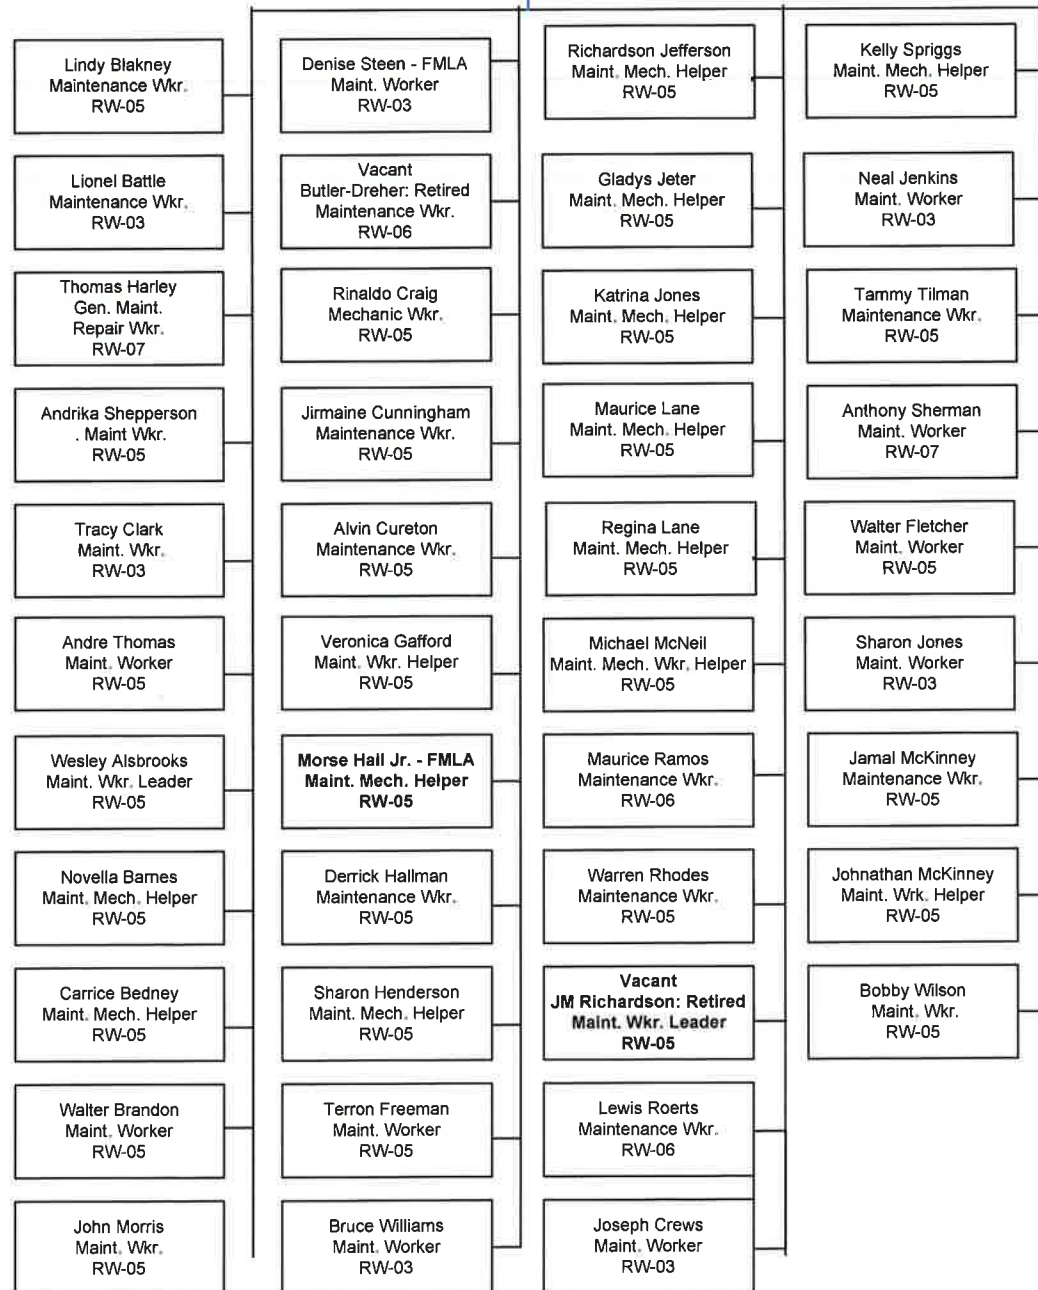 Lindy Blakney
Maintenance Wkr.
RW-05
Lionel Battle
Maintenance Wkr.
RW-03
Thomas Harley
Gen. Maint.
Repair Wkr.
RW-07
Andrika Shepperson
. Maint Wkr.
RW-05
Tracy Clark
Maint. Wkr.
RW-03
Andre Thomas
Maint. Worker
RW-05
Wesley Alsbrooks
Maint. Wkr. Leader
RW-05
Novella Barnes
Maint. Mech. Helper
RW-05
Carrice Bedney
Maint. Mech. Helper
RW-05
Walter Brandon
Maint. Worker
RW-05
John Morris
Maint. Wkr.
RW-05
Denise Steen - FMLA
Maint. Worker
RW-03
Vacant
Butler-Dreher: Retired
Maintenance Wkr.
RW-06
Rinaldo Craig
Mechanic Wkr.
RW-05
Jirmaine Cunningham
Maintenance Wkr.
RW-05
Alvin Cureton
Maintenance Wkr.
RW-05
Veronica Gafford
Maint. Wkr. Helper
RW-05
Morse Hall Jr. - FMLA
Maint. Mech. Helper
RW-05
Derrick Hallman
Maintenance Wkr.
RW-05
Sharon Henderson
Maint. Mech. Helper
RW-05
Terron Freeman
Maint. Worker
RW-05
Bruce Williams
Maint. Worker
RW-03
Richardson Jefferson
Maint. Mech. Helper
RW-05
Gladys Jeter
Maint. Mech. Helper
RW-05
Katrina Jones
Maint. Mech. Helper
RW-05
Maurice Lane
Maint. Mech. Helper
RW-05
Regina Lane
Maint. Mech. Helper
RW-05
Michael McNeil
Maint. Mech. Wkr. Helper
RW-05
Maurice Ramos
Maintenance Wkr.
RW-06
Warren Rhodes
Maintenance Wkr.
RW-05
Vacant
JM Richardson: Retired
Maint. Wkr. Leader
RW-05
Lewis Roerts
Maintenance Wkr.
RW-06
Joseph Crews
Maint. Worker
RW-03
Kelly Spriggs
Maint. Mech. Helper
RW-05
Neal Jenkins
Maint. Worker
RW-03
Tammy Tilman
Maintenance Wkr.
RW-05
Anthony Sherman
Maint. Worker
RW-07
Walter Fletcher
Maint. Worker
RW-05
Sharon Jones
Maint. Worker
RW-03
Jamal McKinney
Maintenance Wkr.
RW-05
Johnathan McKinney
Maint. Wrk. Helper
RW-05
Bobby Wilson
Maint. Wkr.
RW-05